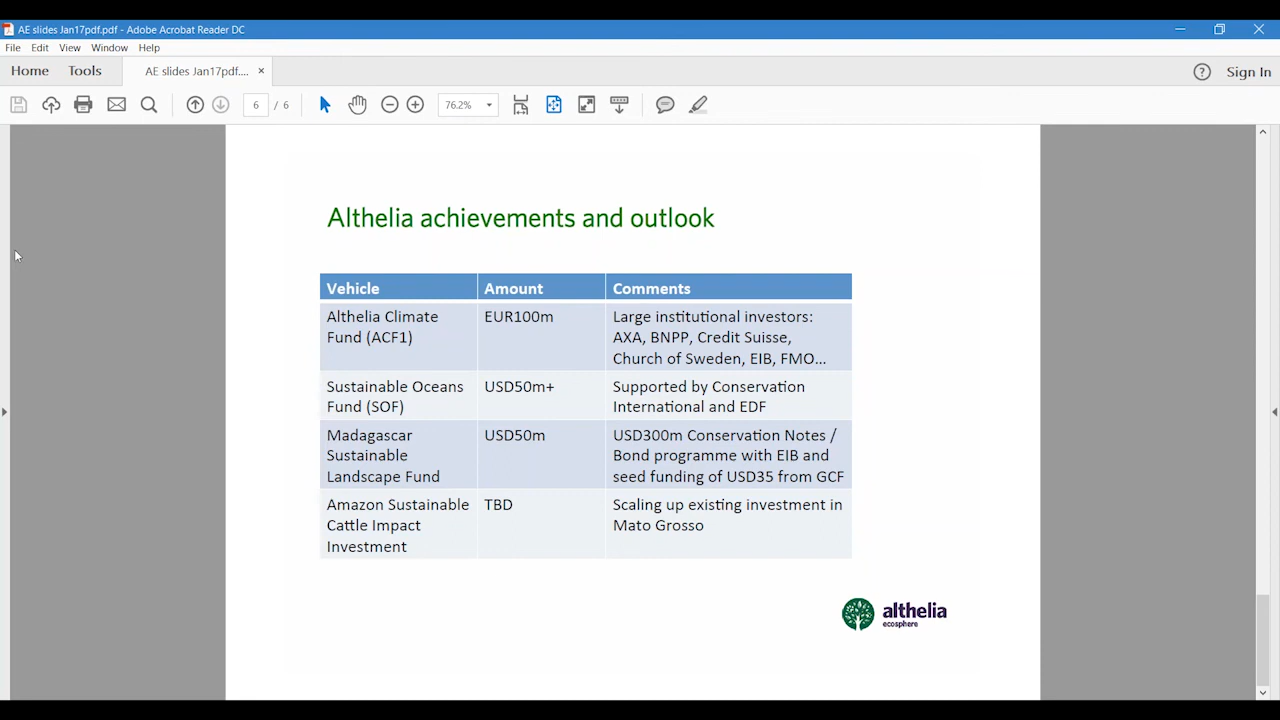 AE slides Jan17pdf.pdf - Adobe Acrobat Reader DC
File Edit View Window Help
Home Tools AE slides Jan17pdf.... × Sign In
6 / 6 76.2%
Althelia achievements and outlook
Vehicle Amount Comments
Althelia Climate EUR100m Large institutional investors:
Fund (ACF1) AXA, BNPP, Credit Suisse,
Church of Sweden, EIB, FMO...
Sustainable Oceans USD50m+ Supported by Conservation
Fund (SOF) International and EDF
Madagascar USD50m USD300m Conservation Notes /
Sustainable Bond programme with EIB and
Landscape Fund seed funding of USD35 from GCF
Amazon Sustainable TBD Scaling up existing investment in
Cattle Impact Mato Grosso
Investment
althelia
ecosphere